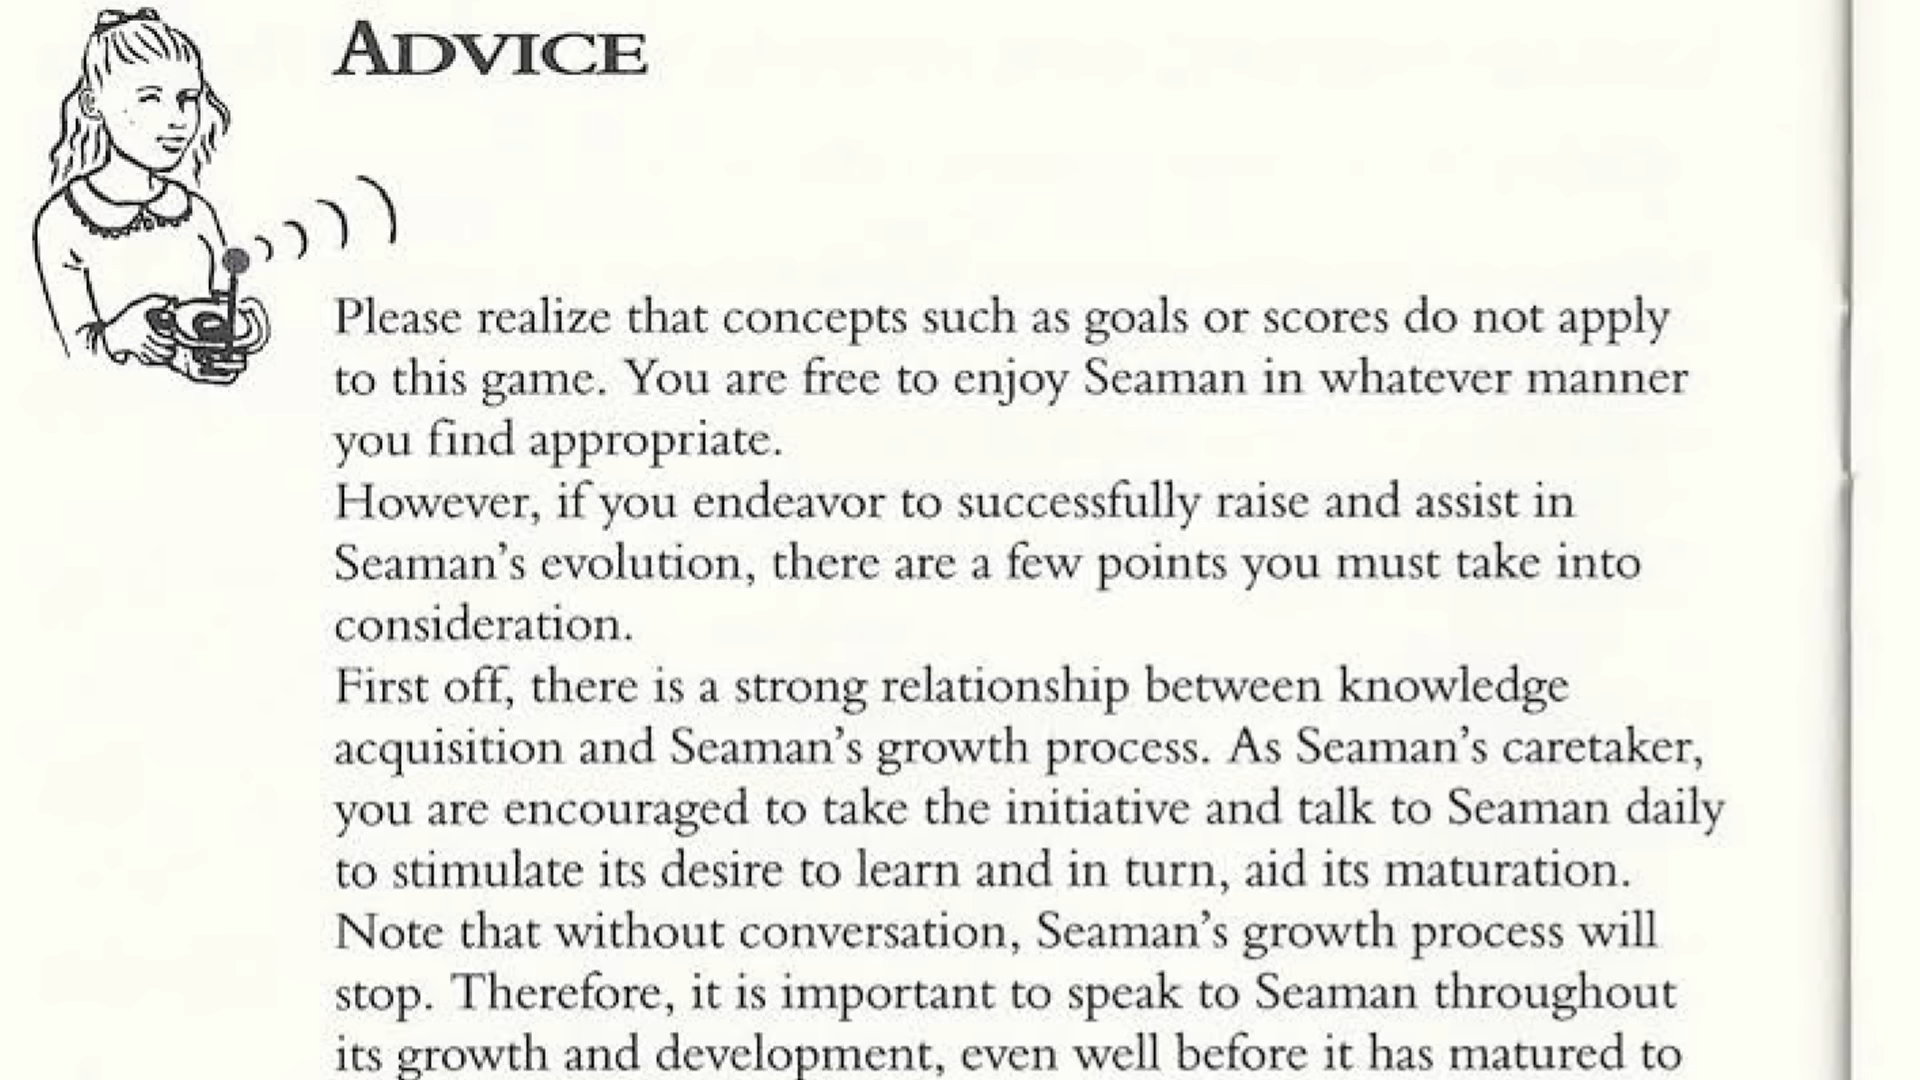 ADVICE
Please realize that concepts such as goals or scores do not apply
to this game. You are free to enjoy Seaman in whatever manner
you find appropriate.
However, if you endeavor to successfully raise and assist in
Seaman's evolution, there are a few points you must take into
consideration.
First off, there is a strong relationship between knowledge
acquisition and Seaman's growth process. As Seaman's caretaker,
you are encouraged to take the initiative and talk to Seaman daily
to stimulate its desire to learn and in turn, aid its maturation.
Note that without conversation, Seaman's growth process will
stop. Therefore, it is important to speak to Seaman throughout
its growth and development, even well before it has matured to